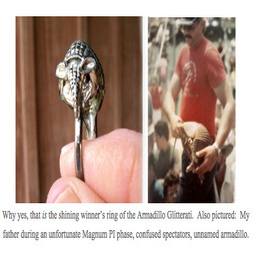 Why yes, that is the shining winner's ring of the Armadillo Glitterati.  Also pictured:  My
father during an unfortunate Magnum PI phase, confused spectators, unnamed armadillo.